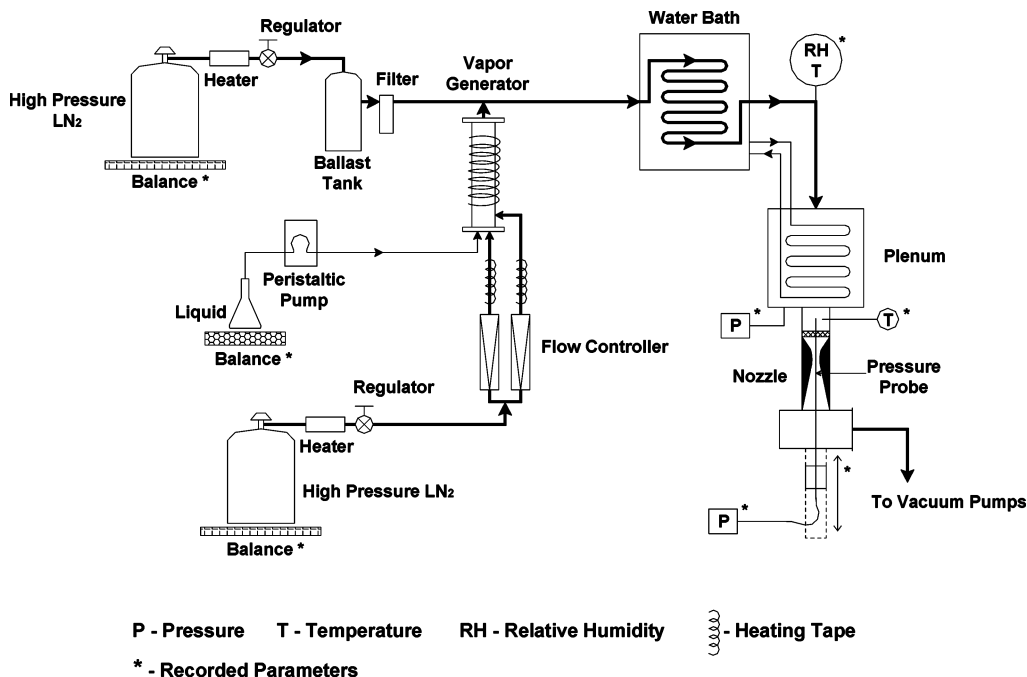 Water Bath
Regulator
RH
T
*
Vapor
Generator
Filter
Heater
High Pressure
LN₂
Ballast
Tank
Balance *
Plenum
Peristaltic
Pump
Liquid
P
*
T
*
Balance *
Flow Controller
Nozzle
Pressure
Probe
Regulator
Heater
*
High Pressure LN₂
To Vacuum Pumps
P
*
Balance *
P - Pressure T - Temperature RH - Relative Humidity - Heating Tape
* - Recorded Parameters